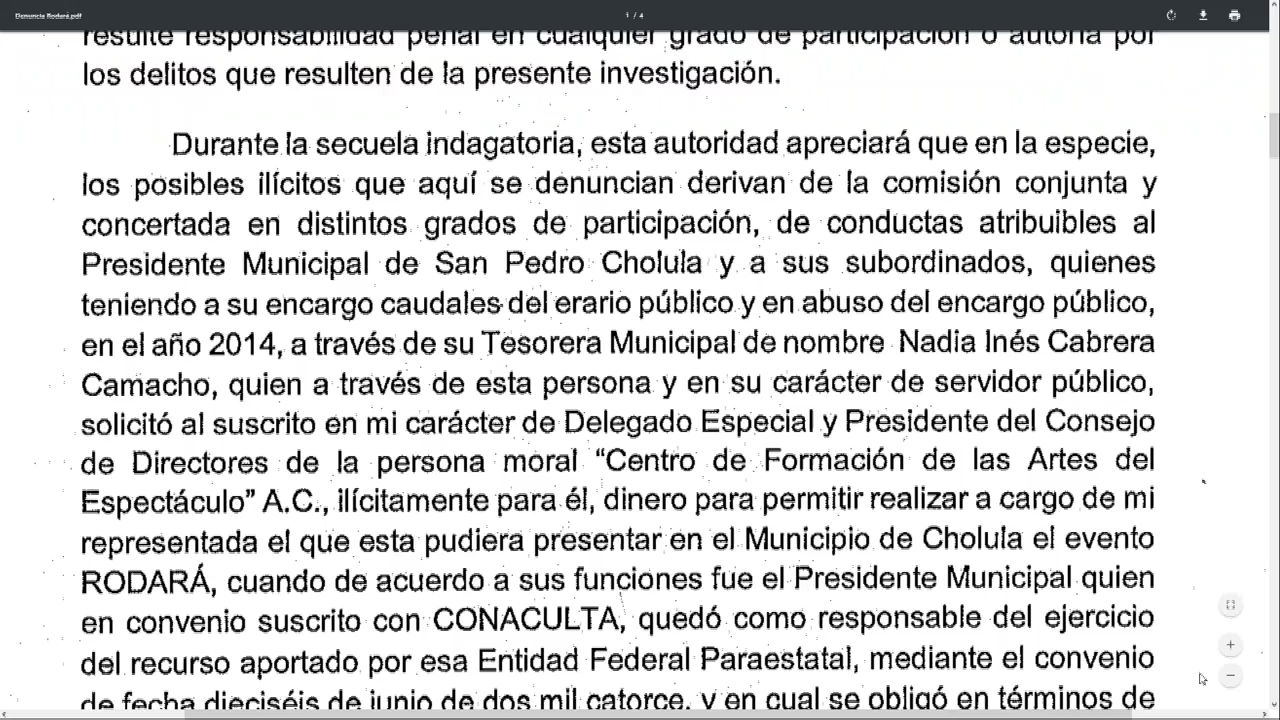 Denuncia Rodará.pdf
1 / 4
resulte responsabilidad penal en cualquier grado de participación o autoría por
los delitos que resulten de la presente investigación.
Durante la secuela indagatoria, esta autoridad apreciará que en la especie,
los posibles ilícitos que aquí se denuncian derivan de la comisión conjunta y
concertada en distintos grados de participación, de conductas atribuibles al
Presidente Municipal de San Pedro Cholula y a sus subordinados, quienes
teniendo a su encargo caudales del erario público y en abuso del encargo público,
en el año 2014, a través de su Tesorera Municipal de nombre Nadia Inés Cabrera
Camacho, quien a través de esta persona y en su carácter de servidor público,
solicitó al suscrito en mi carácter de Delegado Especial y Presidente del Consejo
de Directores de la persona moral “Centro de Formación de las Artes del
Espectáculo” A.C., ilícitamente para él, dinero para permitir realizar a cargo de mi
representada el que esta pudiera presentar en el Municipio de Cholula el evento
RODARÁ, cuando de acuerdo a sus funciones fue el Presidente Municipal quien
en convenio suscrito con CONACULTA, quedó como responsable del ejercicio
del recurso aportado por esa Entidad Federal Paraestatal, mediante el convenio
de fecha dieciséis de junio de dos mil catorce, y en cual se obligó en términos de